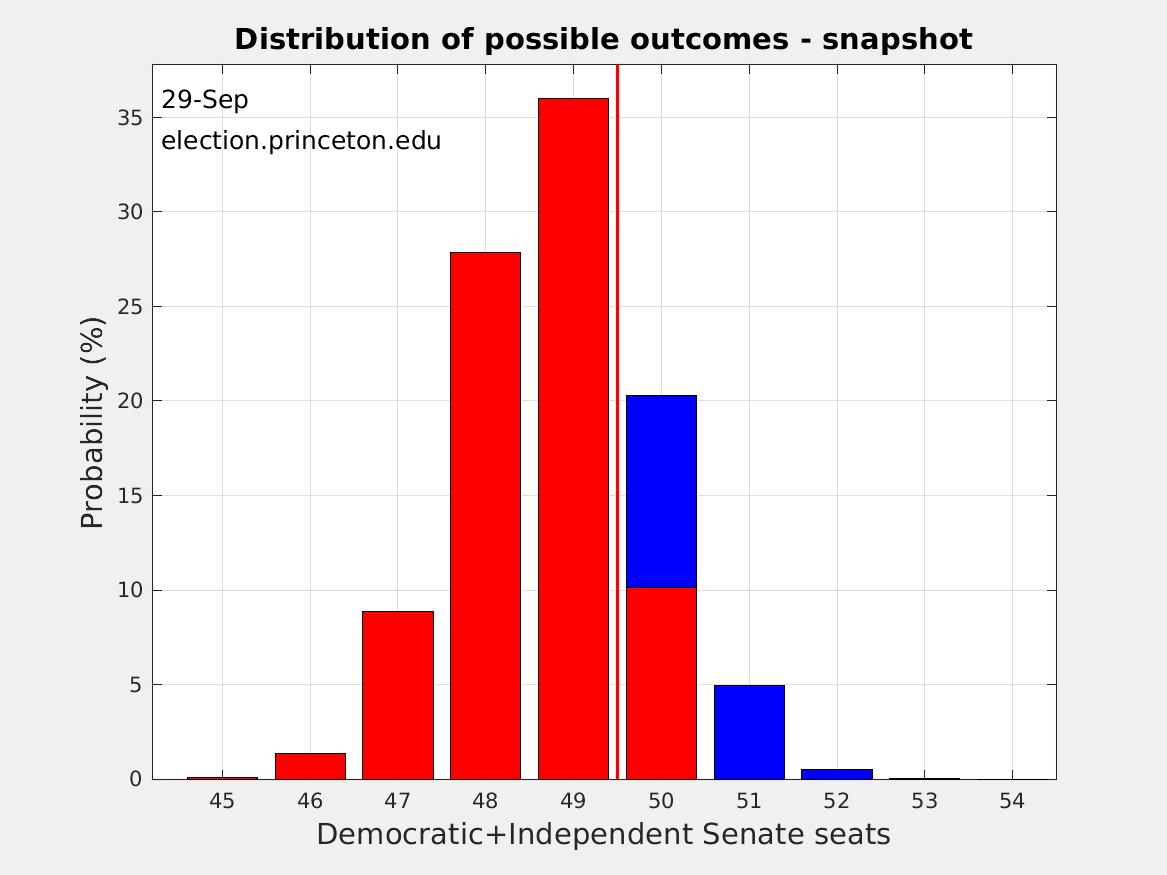 Distribution of possible outcomes - snapshot
29-Sep
election.princeton.edu
35
30
25
20
15
10
5
0
Probability (%)
45 46 47 48 49 50 51 52 53 54
Democratic+Independent Senate seats